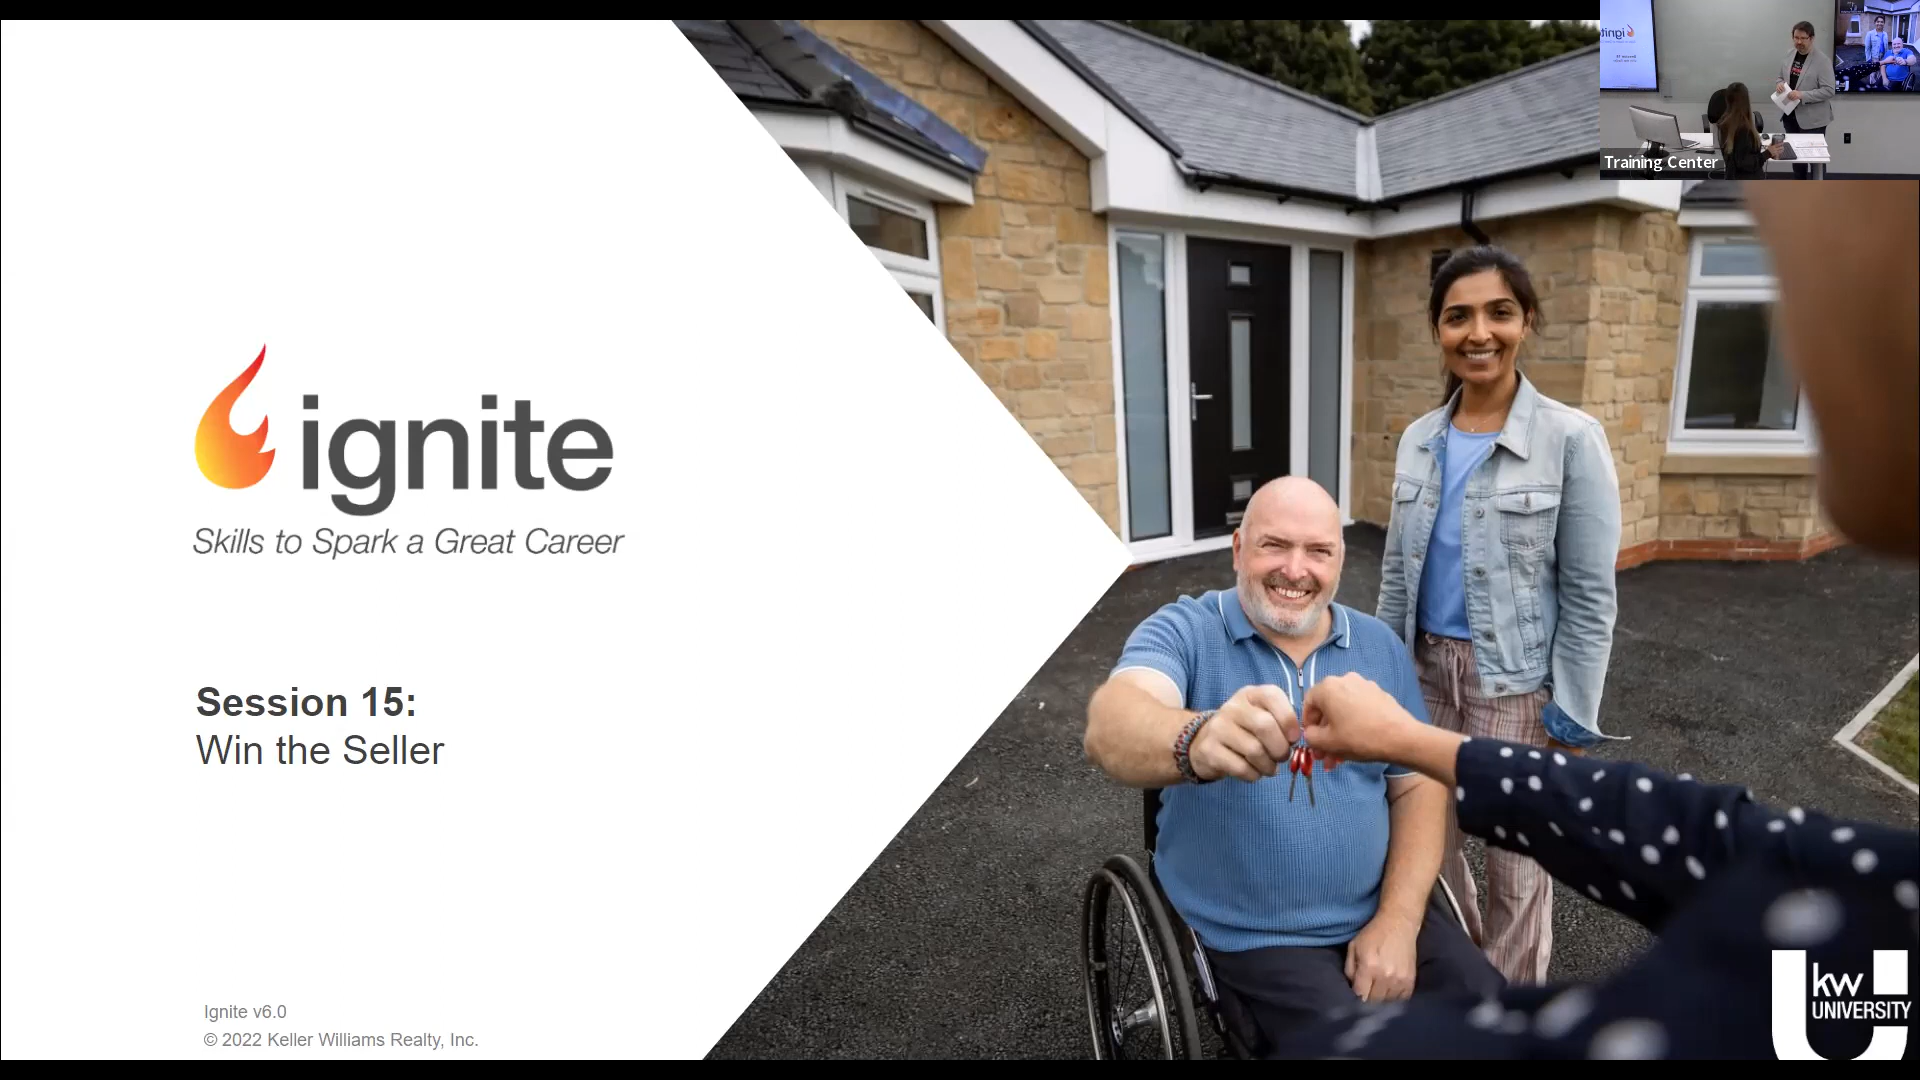 ignite
Skills to Spark a Great Career
Session 15:
Win the Seller
Ignite v6.0
© 2022 Keller Williams Realty, Inc.
Training Center
kw
UNIVERSITY